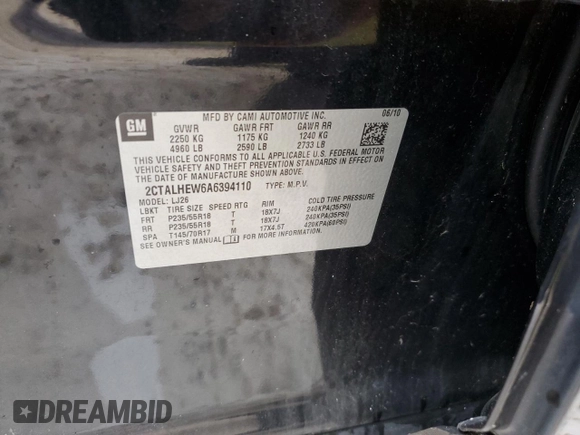 GM
MFD BY CAMI AUTOMOTIVE INC. 06/10
GVWR GAWR FRT GAWR RR
2250 KG 1175 KG 1240 KG
4960 LB 2590 LB 2733 LB
THIS VEHICLE CONFORMS TO ALL APPLICABLE U.S. FEDERAL MOTOR
VEHICLE SAFETY, BUMPER, AND THEFT PREVENTION STANDARDS IN EFFECT
ON THE DATE OF MANUFACTURE SHOWN ABOVE.
2CTALHEW6A6394110 TYPE: M.P.V.
MODEL: LJ26
LBKT TIRE SIZE SPEED RTG RIM COLD TIRE PRESSURE
FRT P235/55R18 T 18X7J 240KPA(35PSI)
RR P235/55R18 T 18X7J 240KPA(35PSI)
SPA T145/70R17 M 17X4.5T 420KPA(60PSI)
SEE OWNER'S MANUAL FOR MORE INFORMATION.
DREAMBID